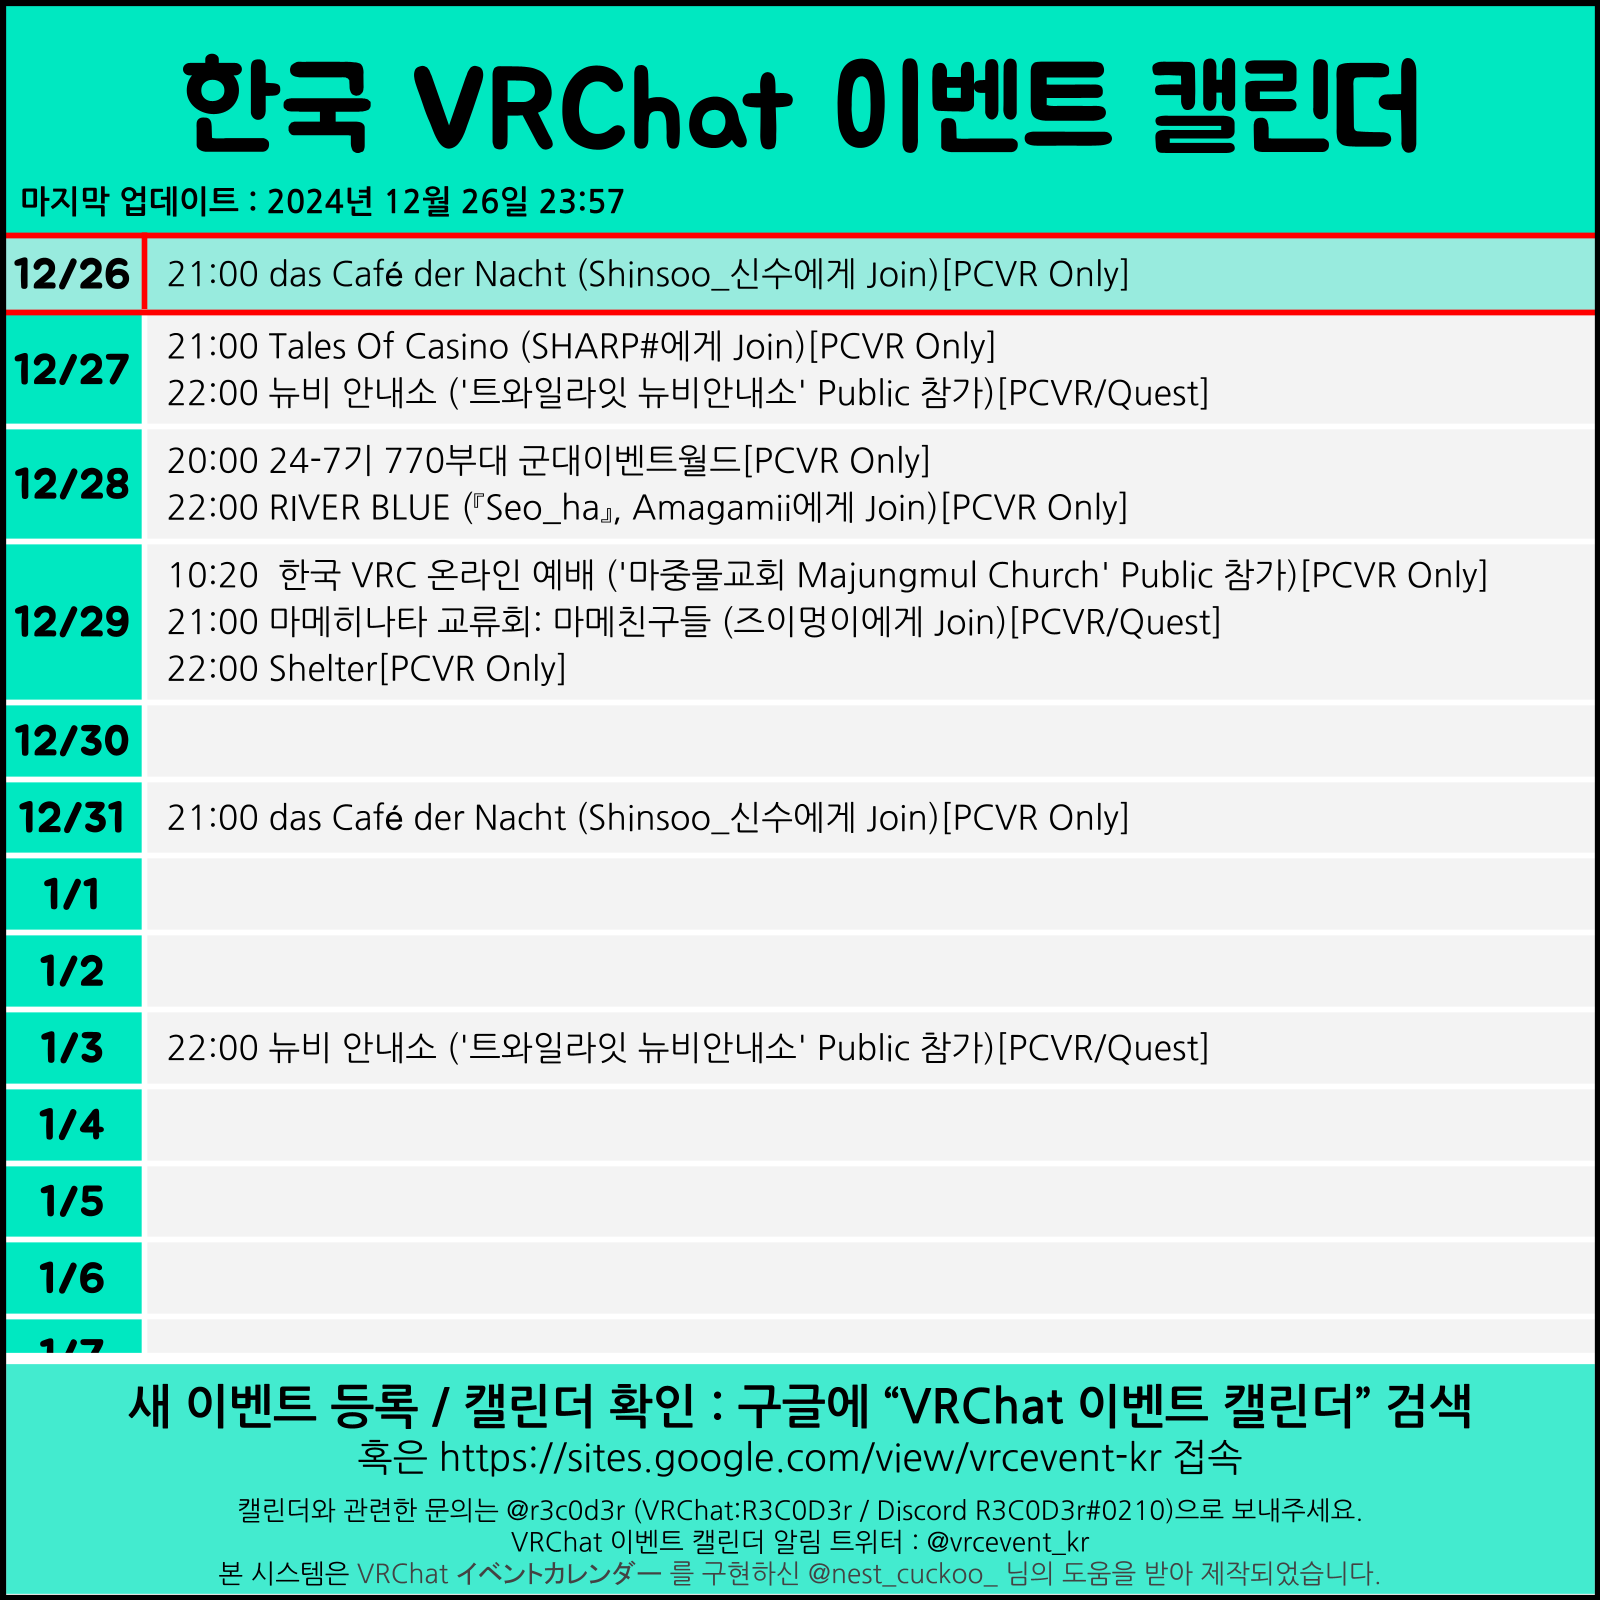 한국 VRChat 이벤트 캘린더
마지막 업데이트 : 2024년 12월 26일 23:57
12/26 21:00 das Café der Nacht (Shinsoo_신수에게 Join)[PCVR Only]
12/27
21:00 Tales Of Casino (SHARP#에게 Join)[PCVR Only]
22:00 뉴비 안내소 ('트와일라잇 뉴비안내소' Public 참가)[PCVR/Quest]
12/28
20:00 24-7기 770부대 군대이벤트월드[PCVR Only]
22:00 RIVER BLUE (『Seo_ha』, Amagamii에게 Join)[PCVR Only]
12/29
10:20 한국 VRC 온라인 예배 ('마중물교회 Majungmul Church' Public 참가)[PCVR Only]
21:00 마메히나타 교류회: 마메친구들 (즈이멍이에게 Join)[PCVR/Quest]
22:00 Shelter[PCVR Only]
12/30
12/31 21:00 das Café der Nacht (Shinsoo_신수에게 Join)[PCVR Only]
1/1
1/2
1/3 22:00 뉴비 안내소 ('트와일라잇 뉴비안내소' Public 참가)[PCVR/Quest]
1/4
1/5
1/6
1/7
새 이벤트 등록 / 캘린더 확인 : 구글에 “VRChat 이벤트 캘린더” 검색
혹은 https://sites.google.com/view/vrcevent-kr 접속
캘린더와 관련한 문의는 @r3c0d3r (VRChat:R3C0D3r / Discord R3C0D3r#0210)으로 보내주세요.
VRChat 이벤트 캘린더 알림 트위터 : @vrcevent_kr
본 시스템은 VRChat イベントカレンダー 를 구현하신 @nest_cuckoo_ 님의 도움을 받아 제작되었습니다.